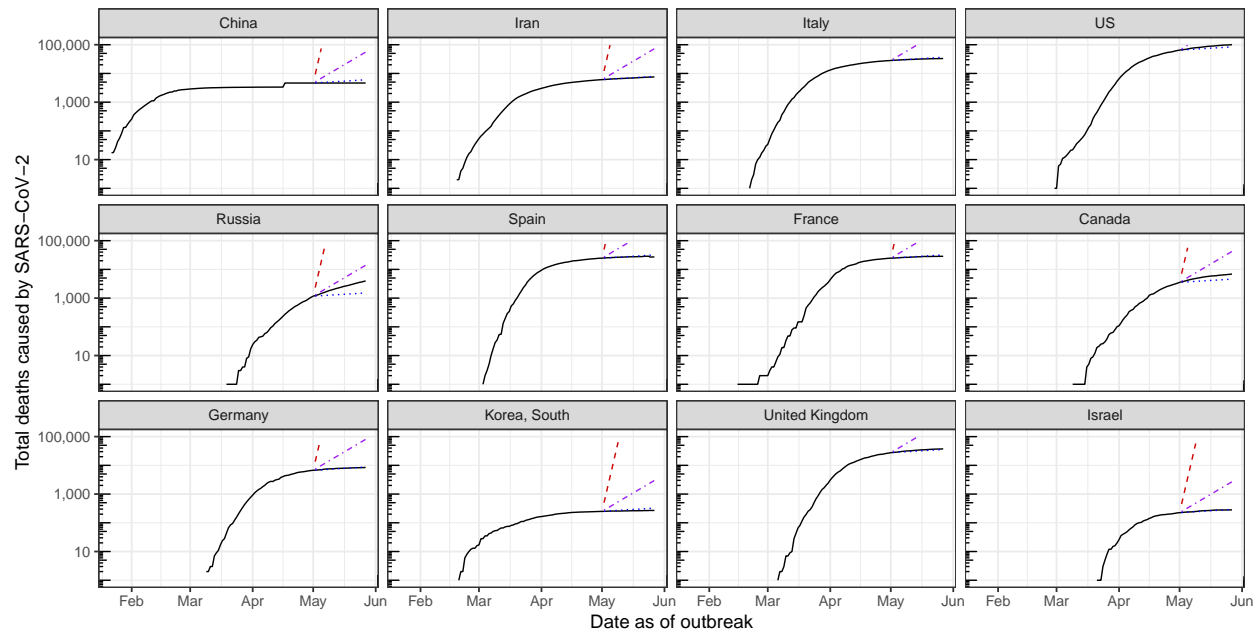 China Iran Italy US
100,000
1,000
10
Russia Spain France Canada
100,000
1,000
10
Germany Korea, South United Kingdom Israel
100,000
1,000
10
Feb Mar Apr May Jun Feb Mar Apr May Jun Feb Mar Apr May Jun Feb Mar Apr May Jun
Date as of outbreak
Total deaths caused by SARS−CoV−2